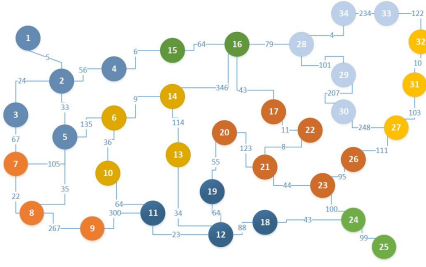 34 234 33 122
1 15 64 16 79 28 4 32
5 6 101 10
24 2 56 4 29 31
33 346 43 207
3 135 6 9 14 30 103
67 5 114 17 11 22 248 27
36 20 123 8 111
7 105 13 21 26
22 10 55 44 95
35 64 34 19 23
8 300 11 64 100
267 9 23 12 88 18 43 24
99 25